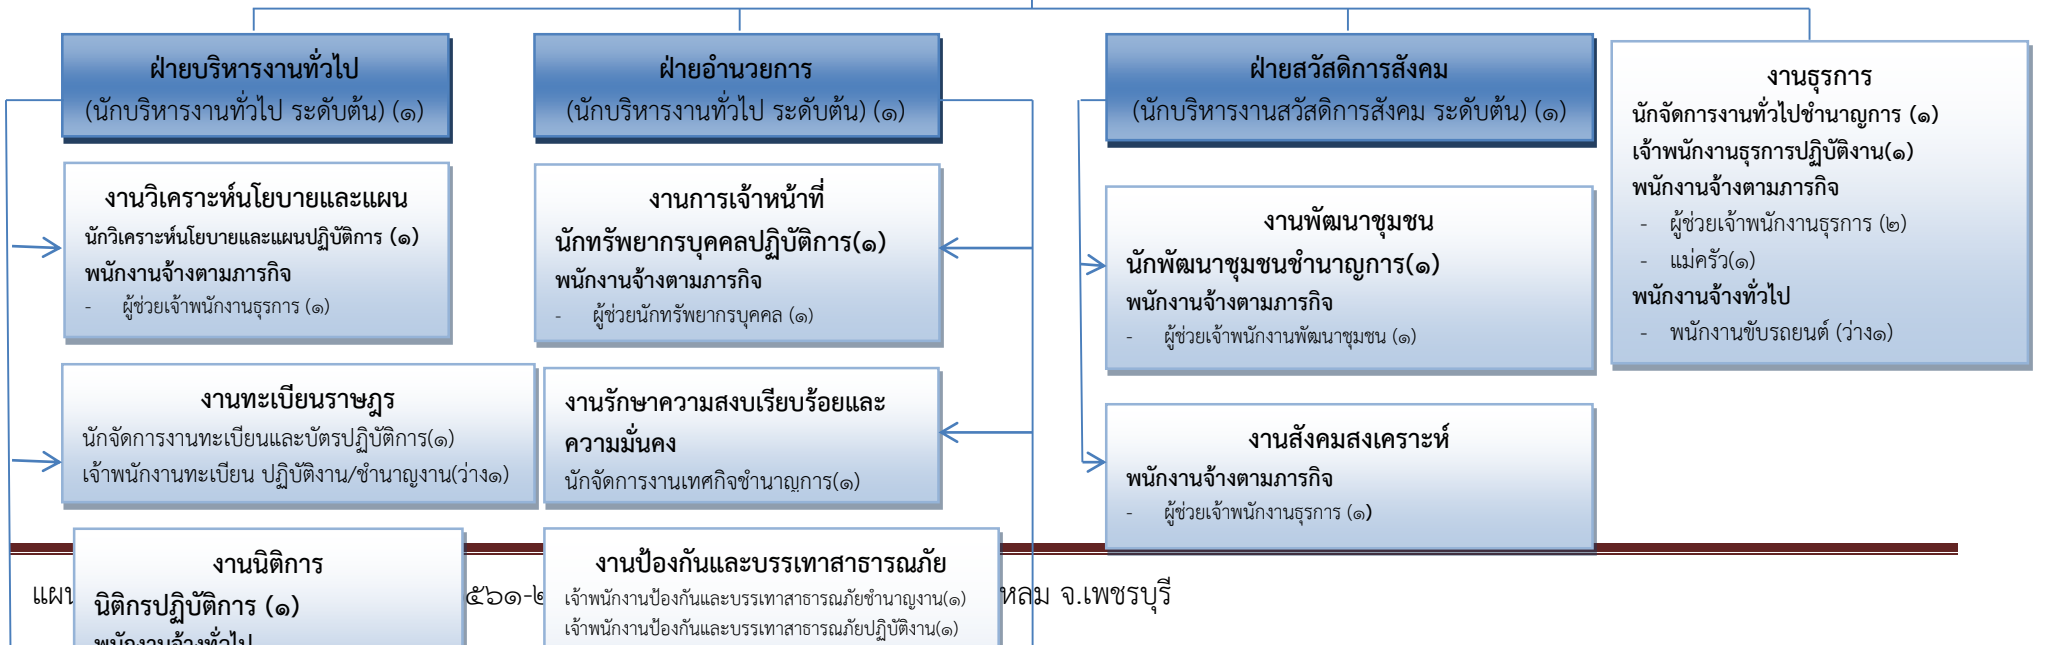 ฝ่ายบริหารงานทั่วไป
(นักบริหารงานทั่วไป ระดับต้น) (๑)
งานวิเคราะห์นโยบายและแผน
นักวิเคราะห์นโยบายและแผนปฏิบัติการ (๑)
พนักงานจ้างตามภารกิจ
- ผู้ช่วยเจ้าพนักงานธุรการ (๑)
งานทะเบียนราษฎร
นักจัดการงานทะเบียนและบัตรปฏิบัติการ(๑)
เจ้าพนักงานทะเบียน ปฏิบัติงาน/ชำนาญงาน(ว่าง๑)
งานนิติการ
นิติกรปฏิบัติการ (๑)
พนักงานจ้างทั่วไป
ฝ่ายอำนวยการ
(นักบริหารงานทั่วไป ระดับต้น) (๑)
งานการเจ้าหน้าที่
นักทรัพยากรบุคคลปฏิบัติการ(๑)
พนักงานจ้างตามภารกิจ
- ผู้ช่วยนักทรัพยากรบุคคล (๑)
งานรักษาความสงบเรียบร้อยและ
ความมั่นคง
นักจัดการงานเทศกิจชำนาญการ(๑)
งานป้องกันและบรรเทาสาธารณภัย
เจ้าพนักงานป้องกันและบรรเทาสาธารณภัยชำนาญงาน(๑)
เจ้าพนักงานป้องกันและบรรเทาสาธารณภัยปฏิบัติงาน(๑)
ฝ่ายสวัสดิการสังคม
(นักบริหารงานสวัสดิการสังคม ระดับต้น) (๑)
งานพัฒนาชุมชน
นักพัฒนาชุมชนชำนาญการ(๑)
พนักงานจ้างตามภารกิจ
- ผู้ช่วยเจ้าพนักงานพัฒนาชุมชน (๑)
งานสังคมสงเคราะห์
พนักงานจ้างตามภารกิจ
- ผู้ช่วยเจ้าพนักงานธุรการ (๑)
งานธุรการ
นักจัดการงานทั่วไปชำนาญการ (๑)
เจ้าพนักงานธุรการปฏิบัติงาน(๑)
พนักงานจ้างตามภารกิจ
- ผู้ช่วยเจ้าพนักงานธุรการ (๒)
- แม่ครัว(๑)
พนักงานจ้างทั่วไป
- พนักงานขับรถยนต์ (ว่าง๑)
แผน ๕๖๑-๒ หลม จ.เพชรบุรี